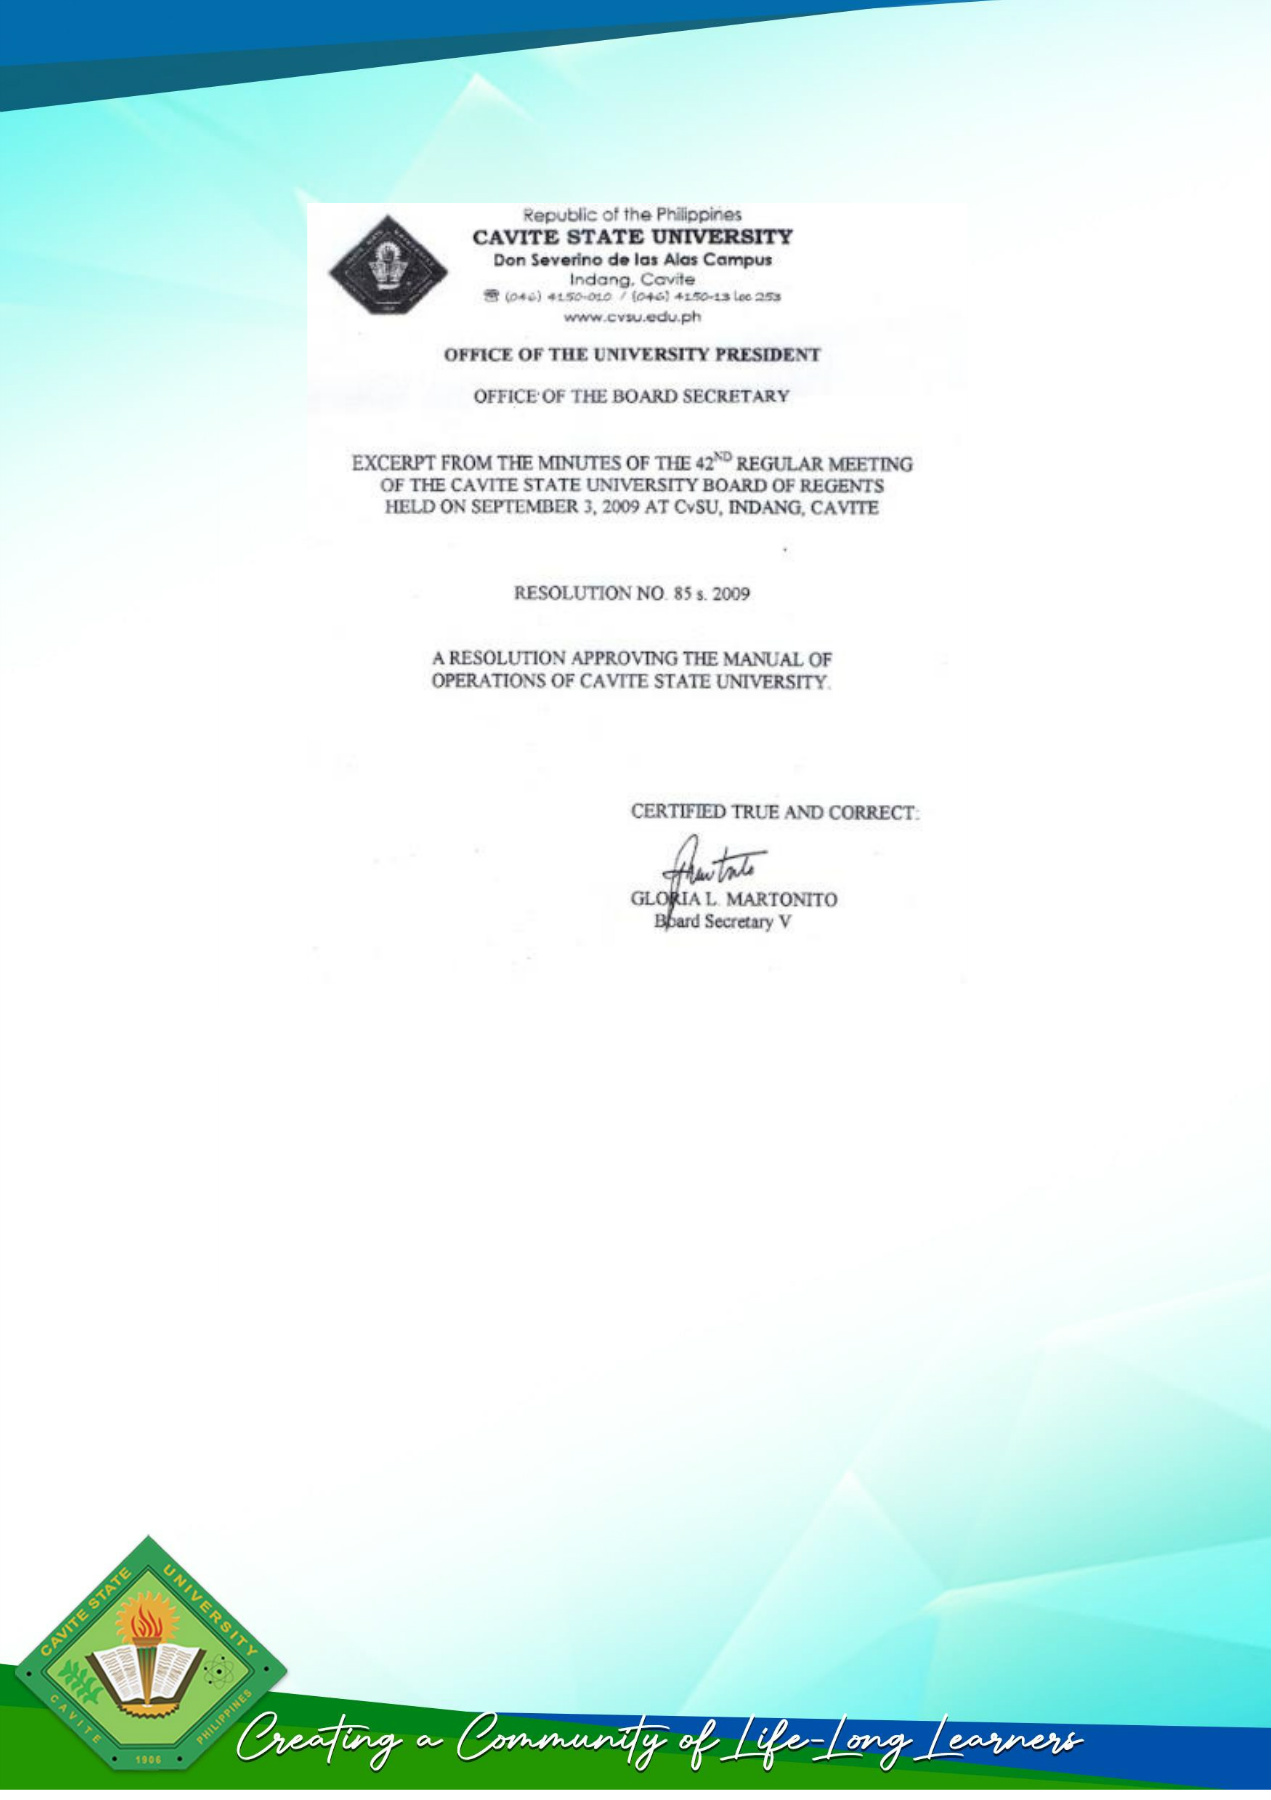 Republic of the Philippines
CAVITE STATE UNIVERSITY
Don Severino de las Alas Campus
Indang, Cavite
☎ (046) 4150-010 / (046) 4150-13 loc 253
www.cvsu.edu.ph
OFFICE OF THE UNIVERSITY PRESIDENT
OFFICE OF THE BOARD SECRETARY
EXCERPT FROM THE MINUTES OF THE 42ND REGULAR MEETING
OF THE CAVITE STATE UNIVERSITY BOARD OF REGENTS
HELD ON SEPTEMBER 3, 2009 AT CvSU, INDANG, CAVITE
RESOLUTION NO. 85 s. 2009
A RESOLUTION APPROVING THE MANUAL OF
OPERATIONS OF CAVITE STATE UNIVERSITY.
CERTIFIED TRUE AND CORRECT:
GLORIA L. MARTONITO
Board Secretary V
CAVITE STATE UNIVERSITY
CAVITE PHILIPPINES
1906
Creating a Community of Life-Long Learners